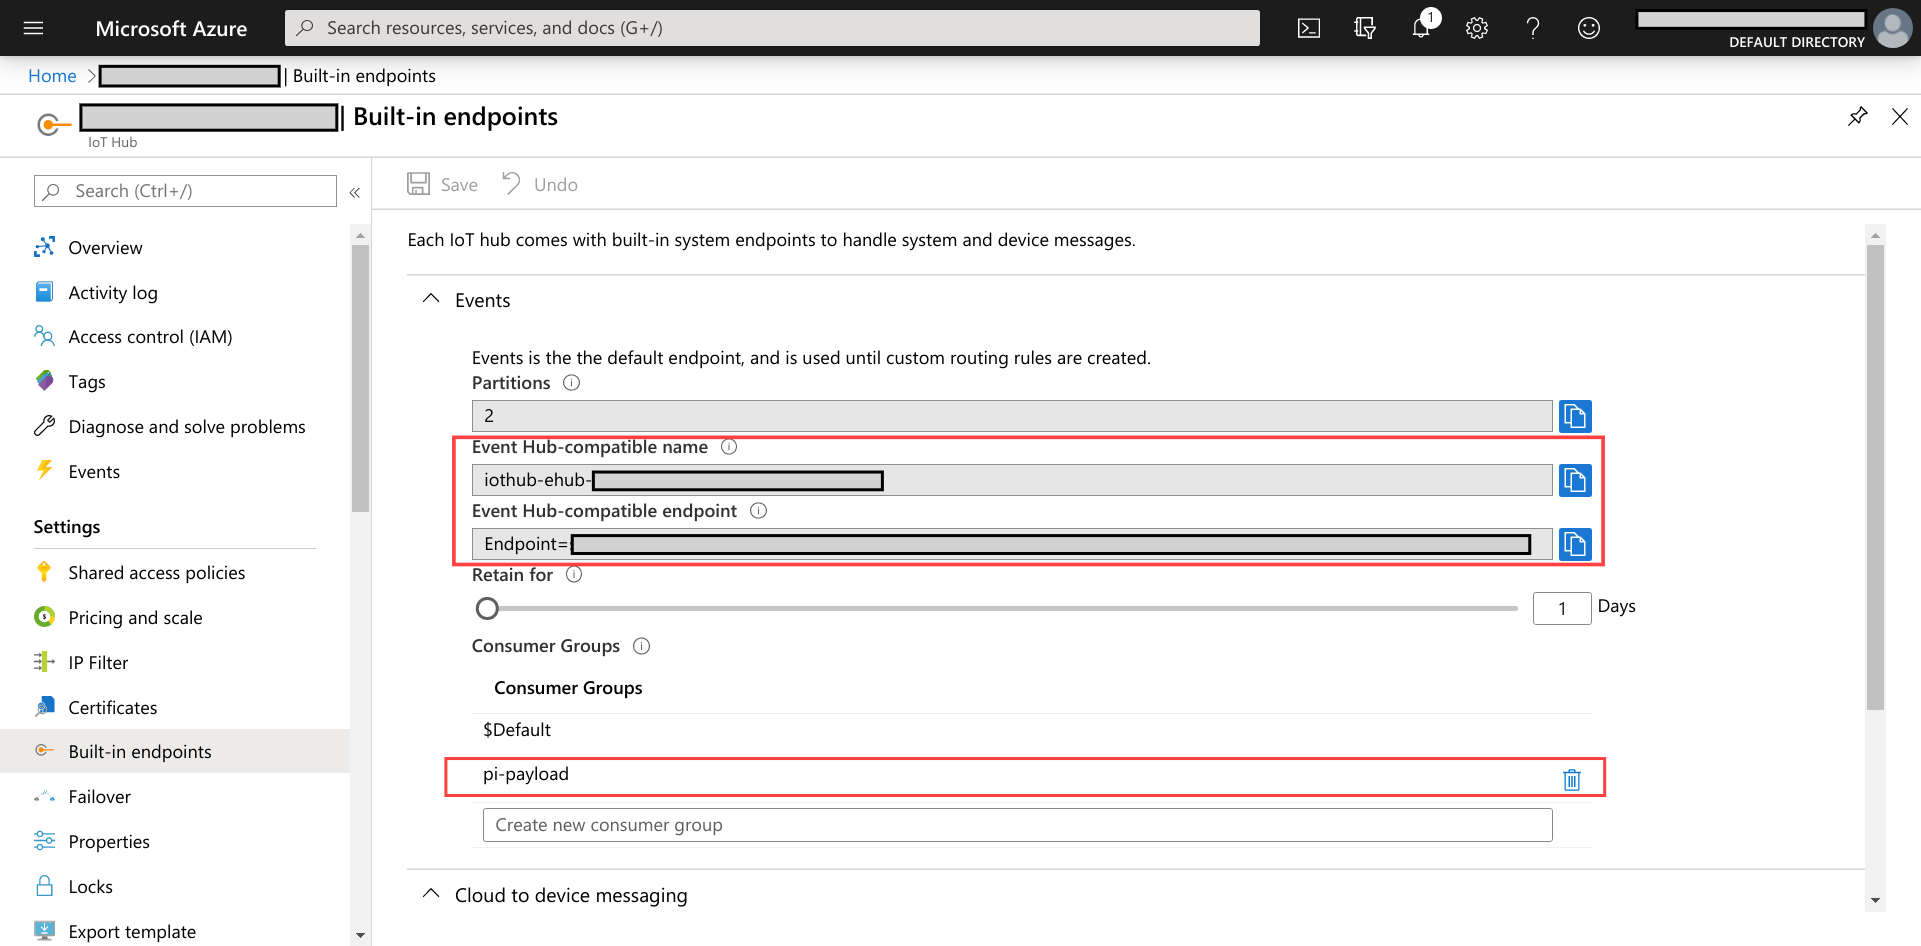 Microsoft Azure
Search resources, services, and docs (G+/)
1
DEFAULT DIRECTORY
Home
| Built-in endpoints
| Built-in endpoints
IoT Hub
Search (Ctrl+/)
«
Save
Undo
Overview
Activity log
Access control (IAM)
Tags
Diagnose and solve problems
Events
Settings
Shared access policies
Pricing and scale
IP Filter
Certificates
Built-in endpoints
Failover
Properties
Locks
Export template
Each IoT hub comes with built-in system endpoints to handle system and device messages.
Events
Events is the the default endpoint, and is used until custom routing rules are created.
Partitions
2
Event Hub-compatible name
iothub-ehub-
Event Hub-compatible endpoint
Endpoint=
Retain for
1 Days
Consumer Groups
Consumer Groups
$Default
pi-payload
Create new consumer group
Cloud to device messaging